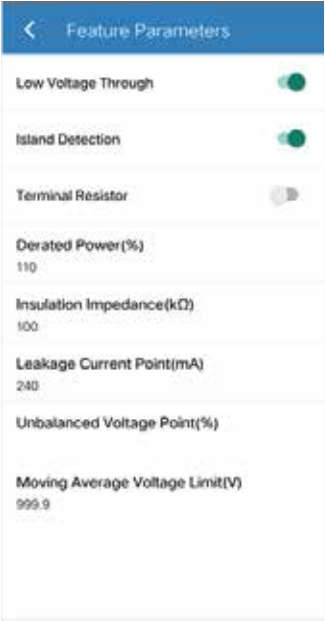 Feature Parameters
Low Voltage Through
Island Detection
Terminal Resistor
Derated Power(%)
110
Insulation Impedance(kΩ)
100
Leakage Current Point(mA)
240
Unbalanced Voltage Point(%)
Moving Average Voltage Limit(V)
999.9